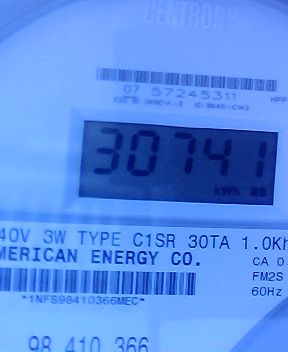 CENTRON®
07 57245311
30741
kWh
40V 3W TYPE C1SR 30TA 1.0Kh
MERICAN ENERGY CO.
CA 0.
FM2S
60Hz
*1NFS98410366MEC*
98 410 366